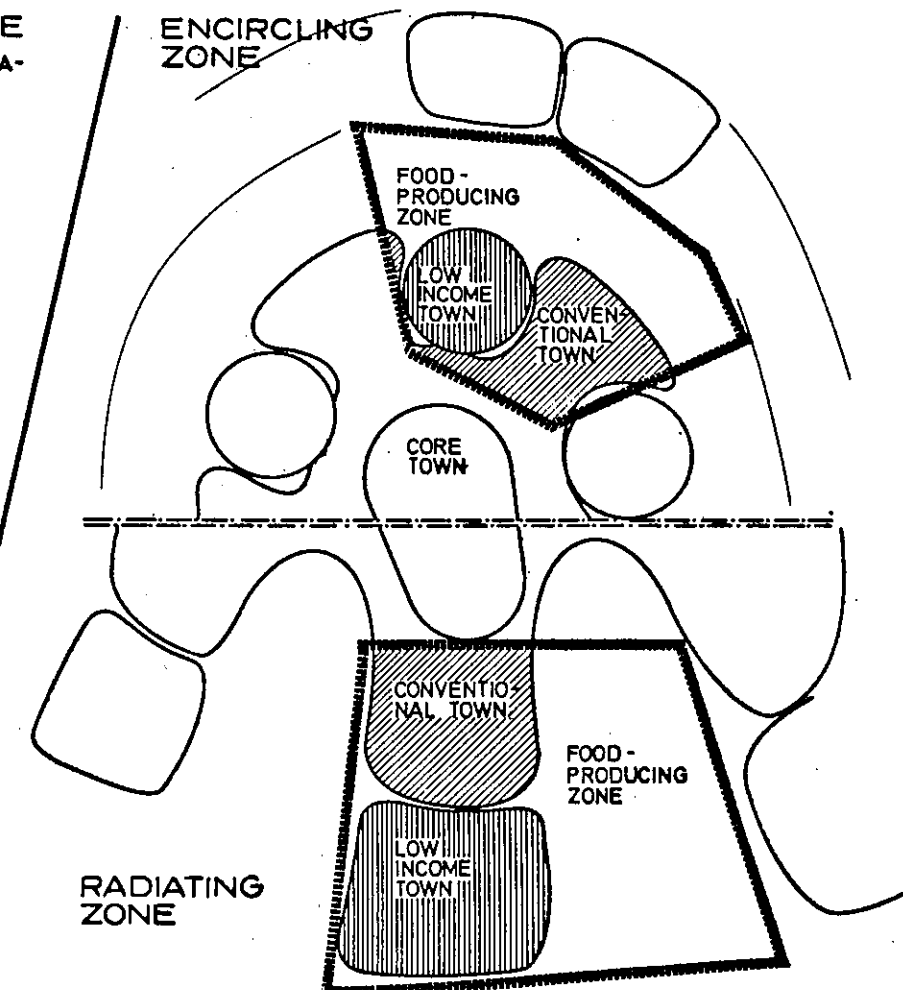 E
A-
ENCIRCLING
ZONE
FOOD-
PRODUCING
ZONE
LOW
INCOME
TOWN
CONVEN-
TIONAL
TOWN
CORE
TOWN
CONVENTIO-
NAL TOWN
FOOD-
PRODUCING
ZONE
LOW
INCOME
TOWN
RADIATING
ZONE